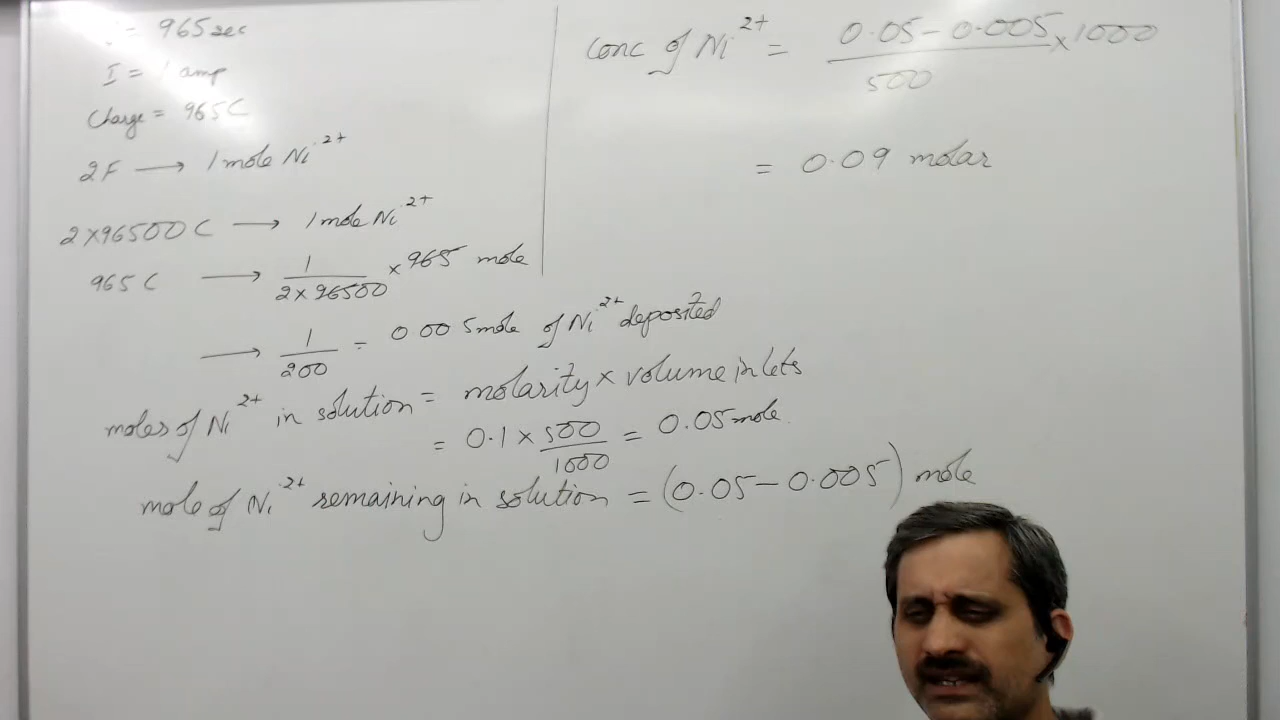 = 965 sec
I = 1 amp
Charge = 965 C
2F → 1 mole Ni²⁺
2×96500 C → 1 mole Ni²⁺
965 C → 1/(2×96500) × 965 mole
→ 1/200 = 0.005 mole of Ni²⁺ deposited
moles of Ni²⁺ in solution = molarity × volume in lets
= 0.1 × 500/1000 = 0.05 mole.
mole of Ni²⁺ remaining in solution = (0.05 − 0.005) mole
Conc of Ni²⁺ = (0.05 − 0.005)/500 × 1000
= 0.09 molar